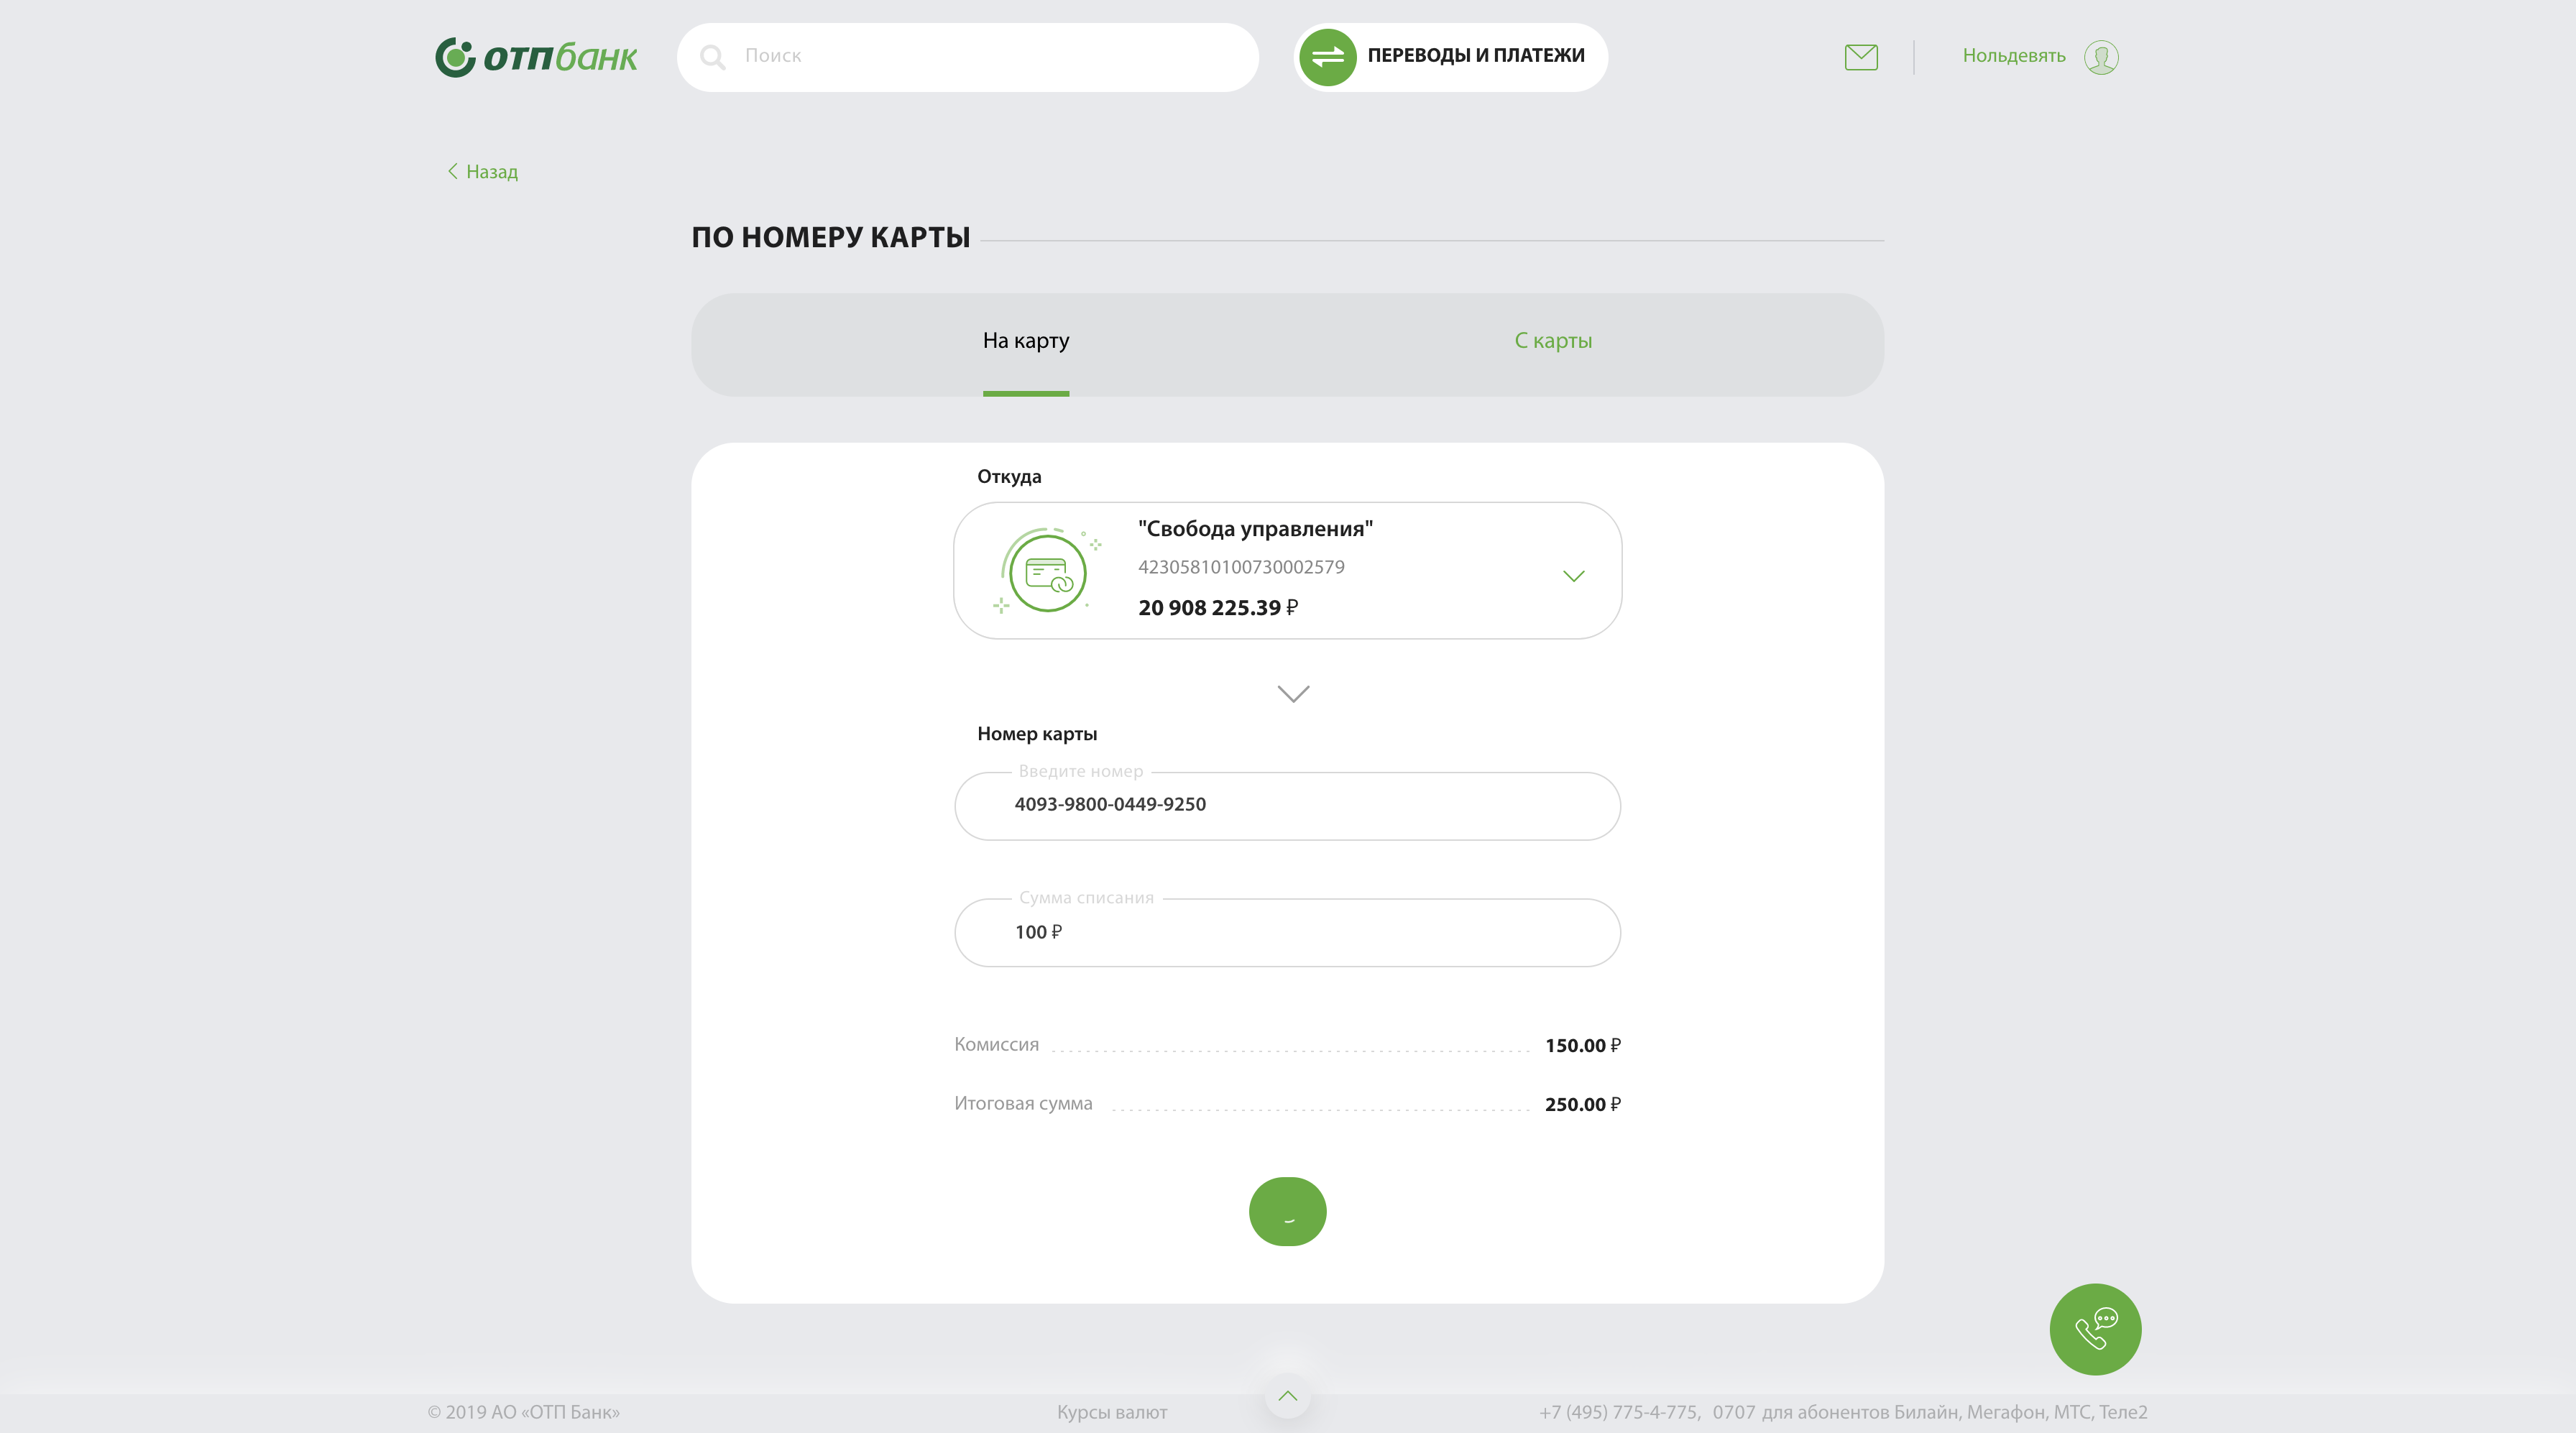 отпбанк
Поиск
ПЕРЕВОДЫ И ПЛАТЕЖИ
Нольдевять
Назад
ПО НОМЕРУ КАРТЫ
На карту
С карты
Откуда
"Свобода управления"
42305810100730002579
20 908 225.39 ₽
Номер карты
Введите номер
4093-9800-0449-9250
Сумма списания
100 ₽
Комиссия 150.00 ₽
Итоговая сумма 250.00 ₽
© 2019 АО «ОТП Банк» Курсы валют +7 (495) 775-4-775, 0707 для абонентов Билайн, Мегафон, МТС, Теле2